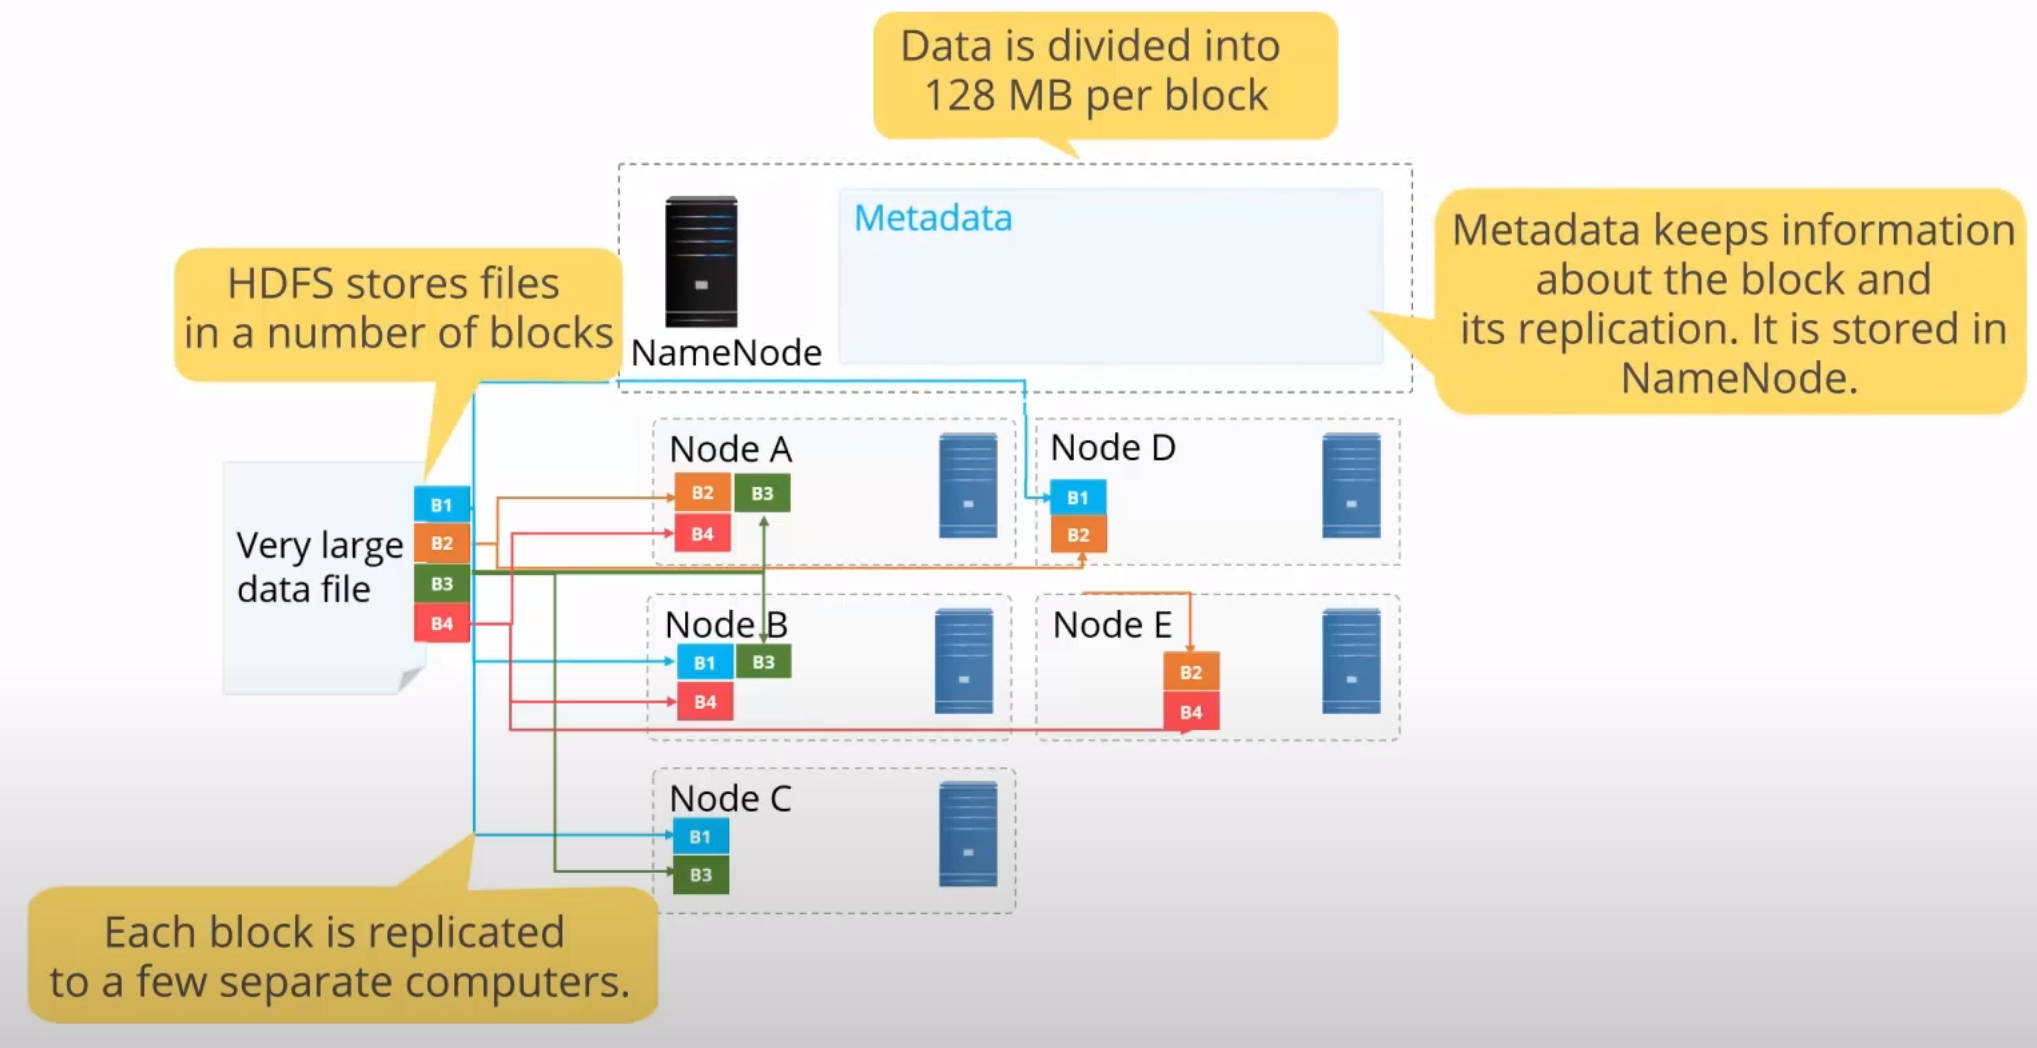 Data is divided into
128 MB per block
Metadata
Metadata keeps information
about the block and
its replication. It is stored in
NameNode.
HDFS stores files
in a number of blocks
NameNode
Very large
data file
B1
B2
B3
B4
Node A
B2 B3
B4
Node D
B1
B2
Node B
B1 B3
B4
Node E
B2
B4
Node C
B1
B3
Each block is replicated
to a few separate computers.